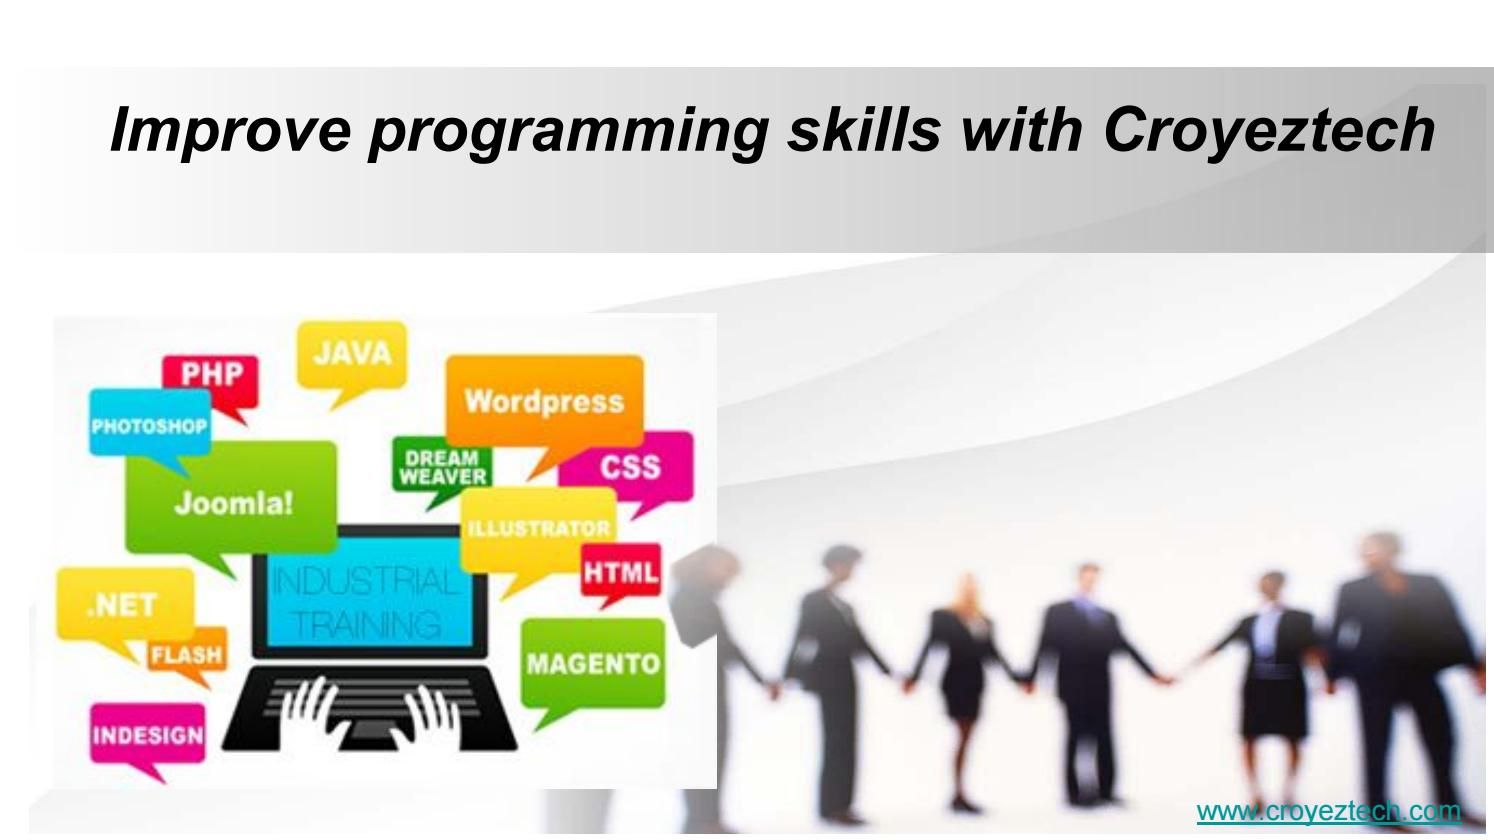 Improve programming skills with Croyeztech
JAVA
PHP
Wordpress
PHOTOSHOP
DREAM
WEAVER
CSS
Joomla!
ILLUSTRATOR
HTML
INDUSTRIAL
TRAINING
.NET
FLASH
MAGENTO
INDESIGN
www.croyeztech.com